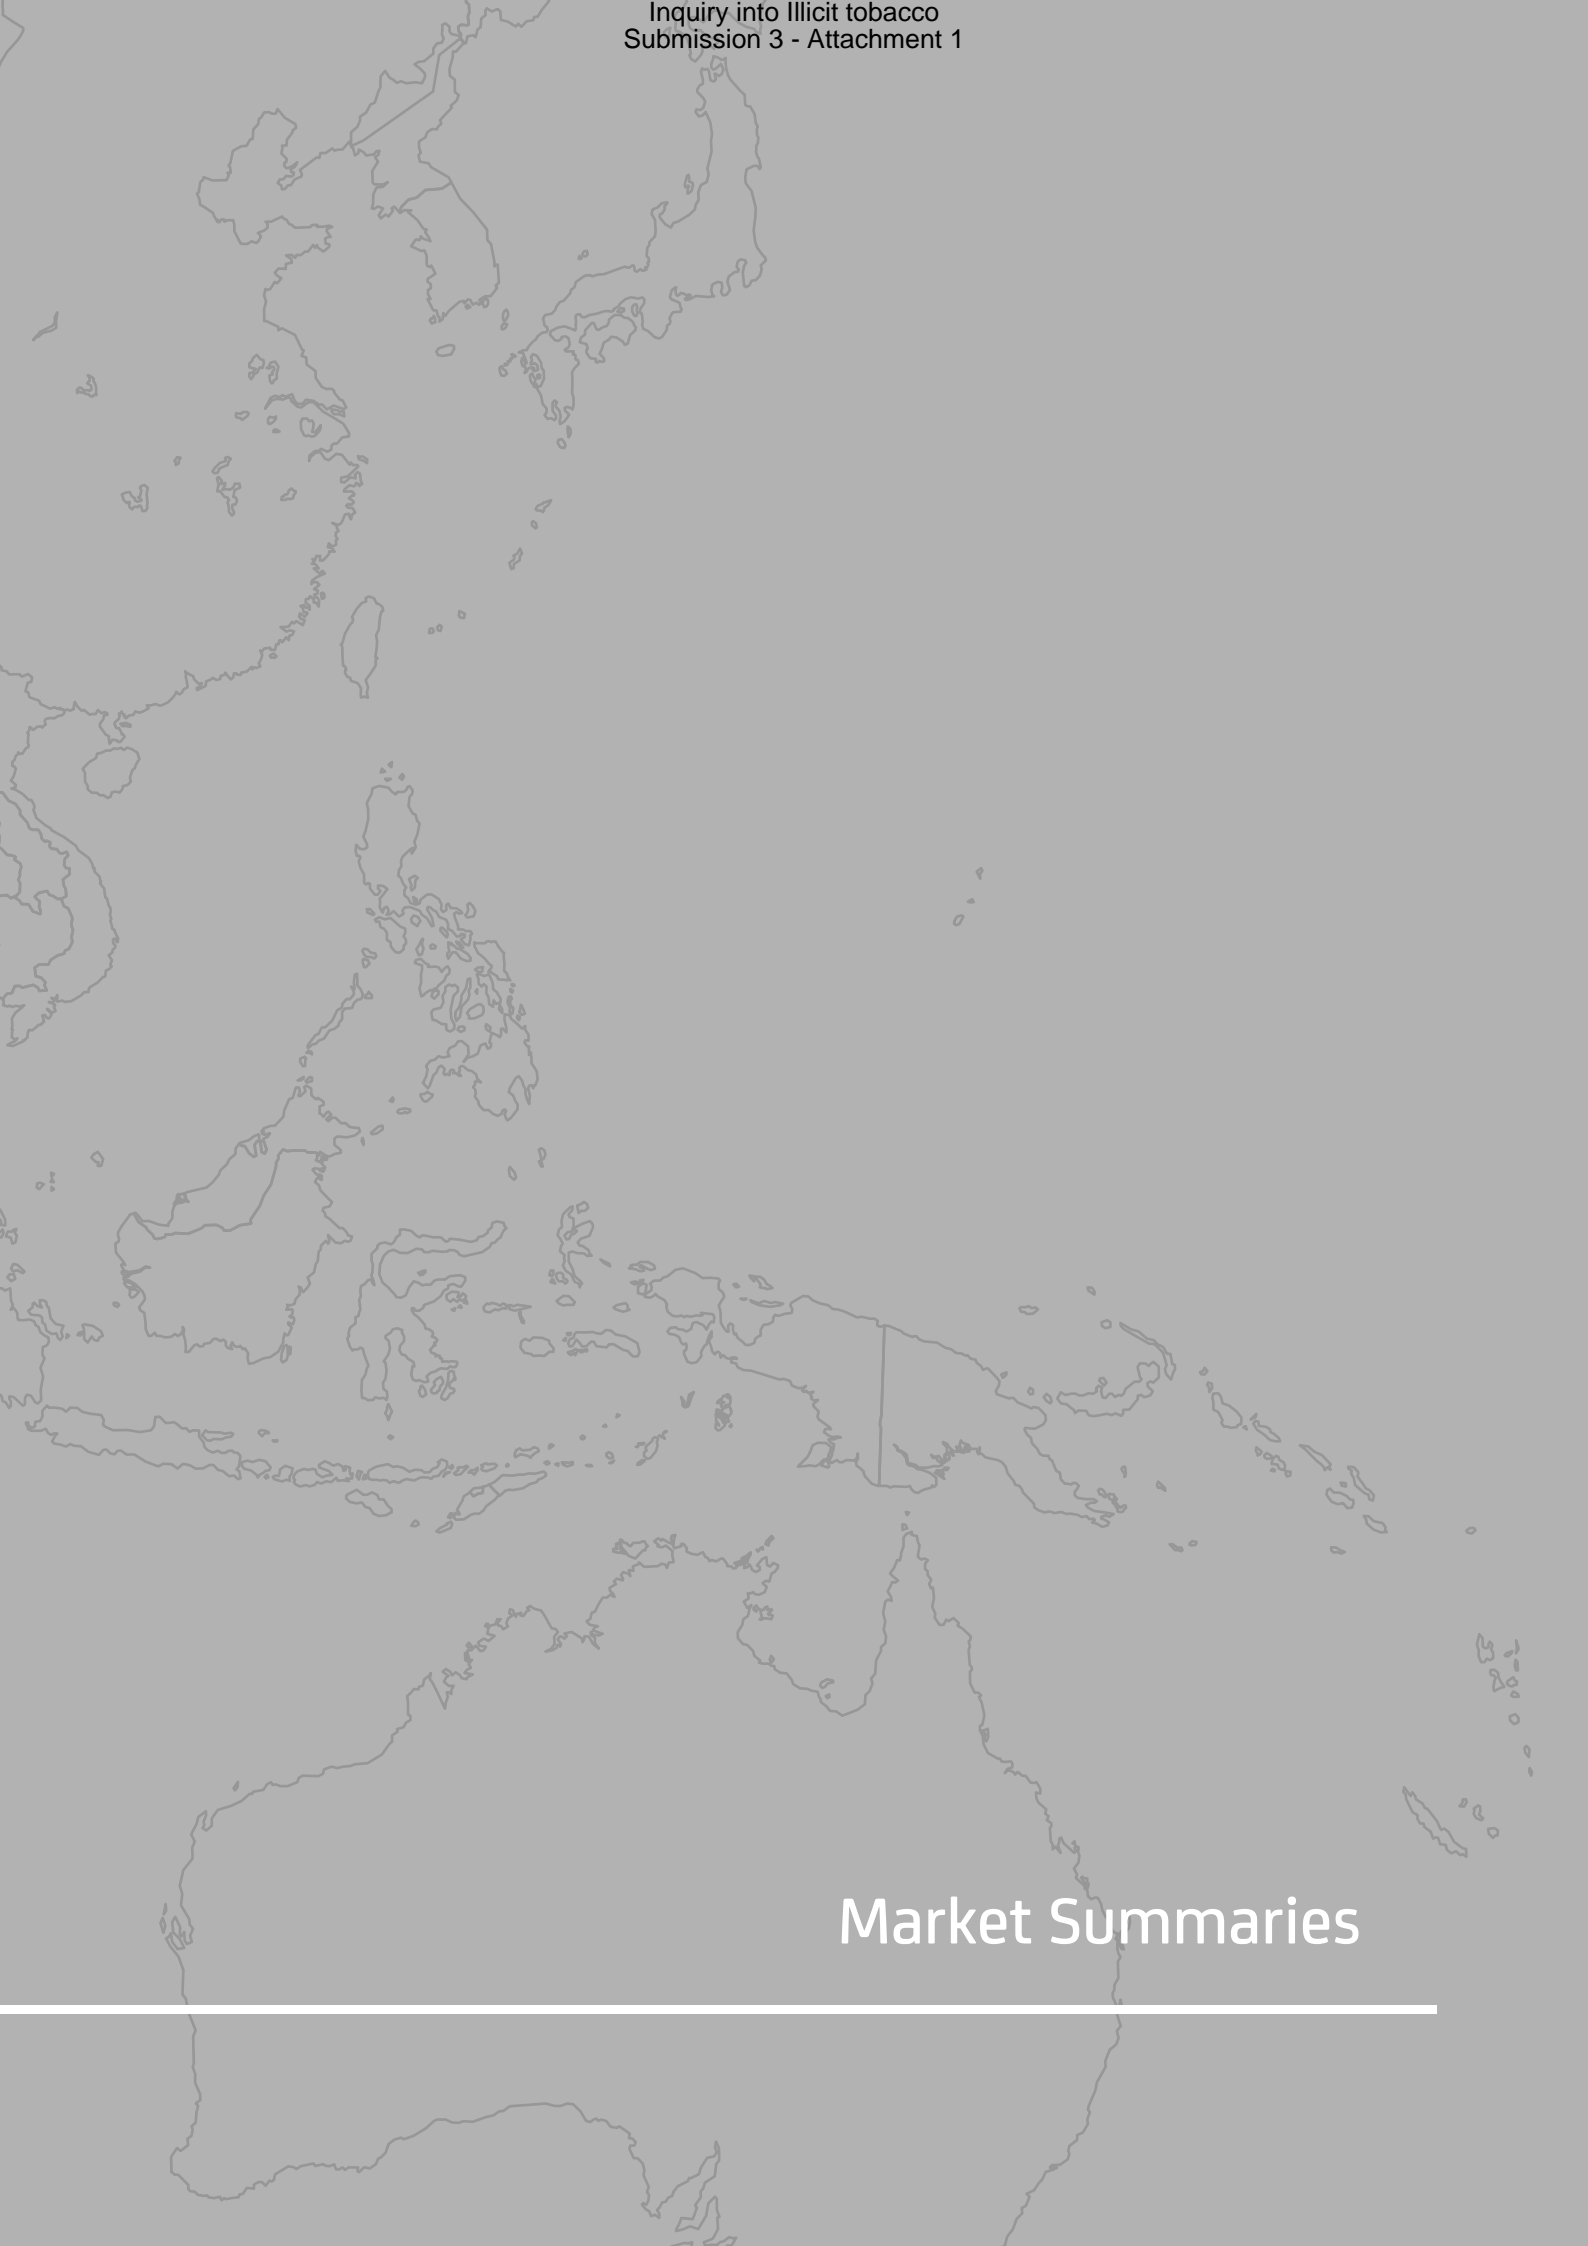 Inquiry into Illicit tobacco
Submission 3 - Attachment 1
Market Summaries